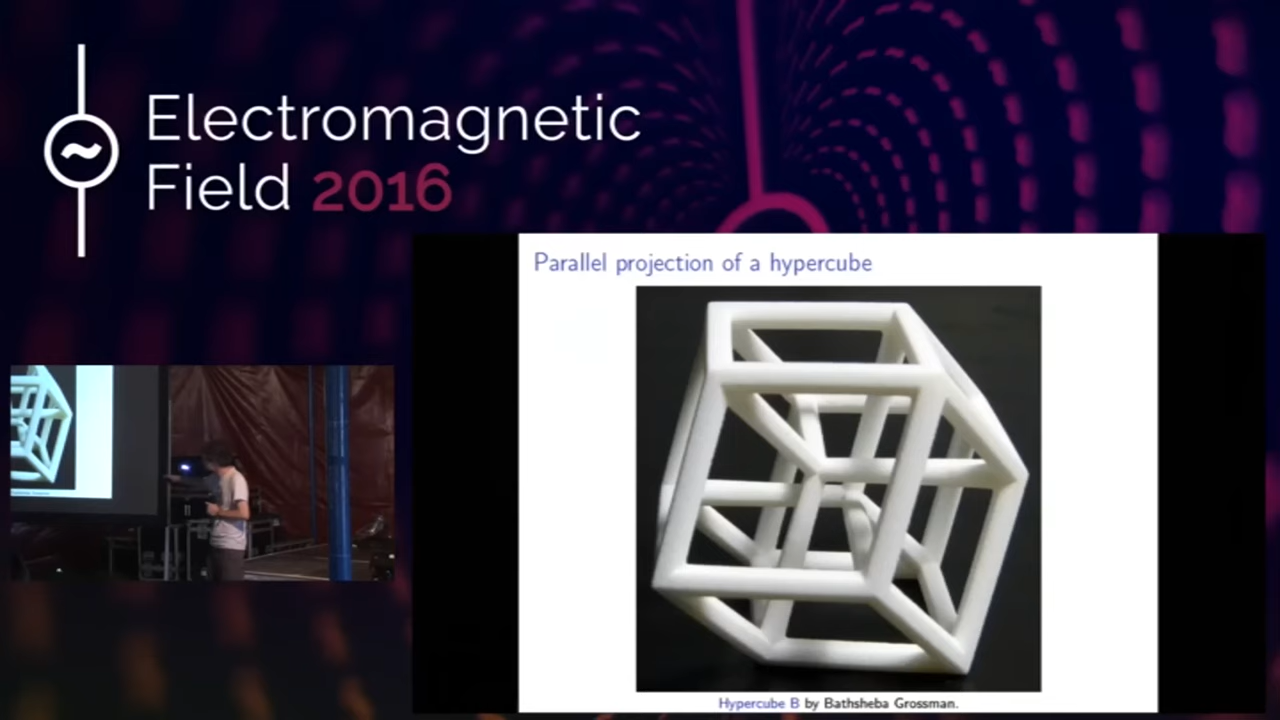 Electromagnetic
Field 2016
Parallel projection of a hypercube
Hypercube B by Bathsheba Grossman.